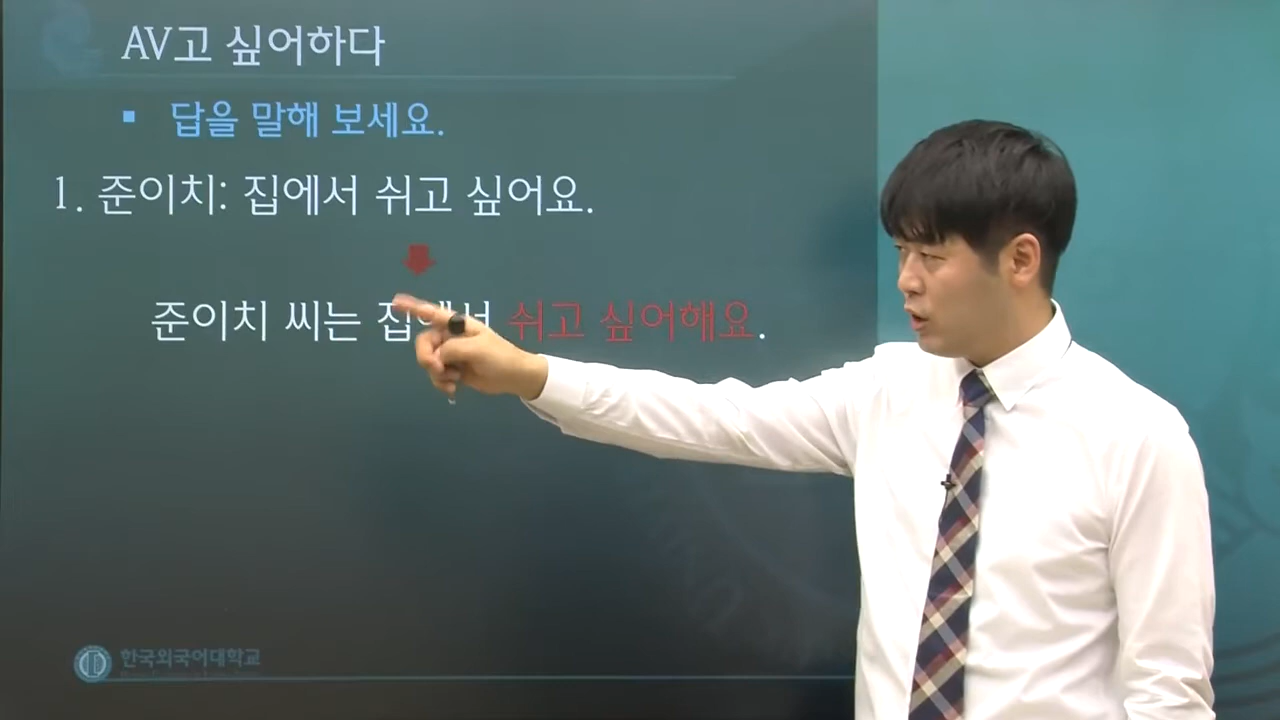 AV고 싶어하다
▪ 답을 말해 보세요.
1. 준이치: 집에서 쉬고 싶어요.
준이치 씨는 집에서 쉬고 싶어해요.
한국외국어대학교